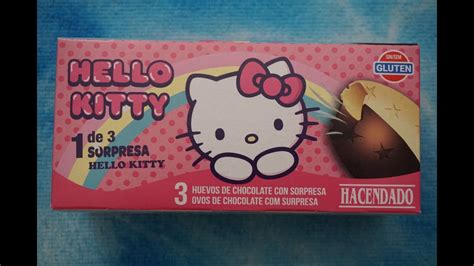 HELLO
KITTY
1 de 3
SORPRESA
HELLO KITTY
SIN/SEM
GLUTEN
3 HUEVOS DE CHOCOLATE CON SORPRESA
OVOS DE CHOCOLATE COM SURPRESA
HACENDADO